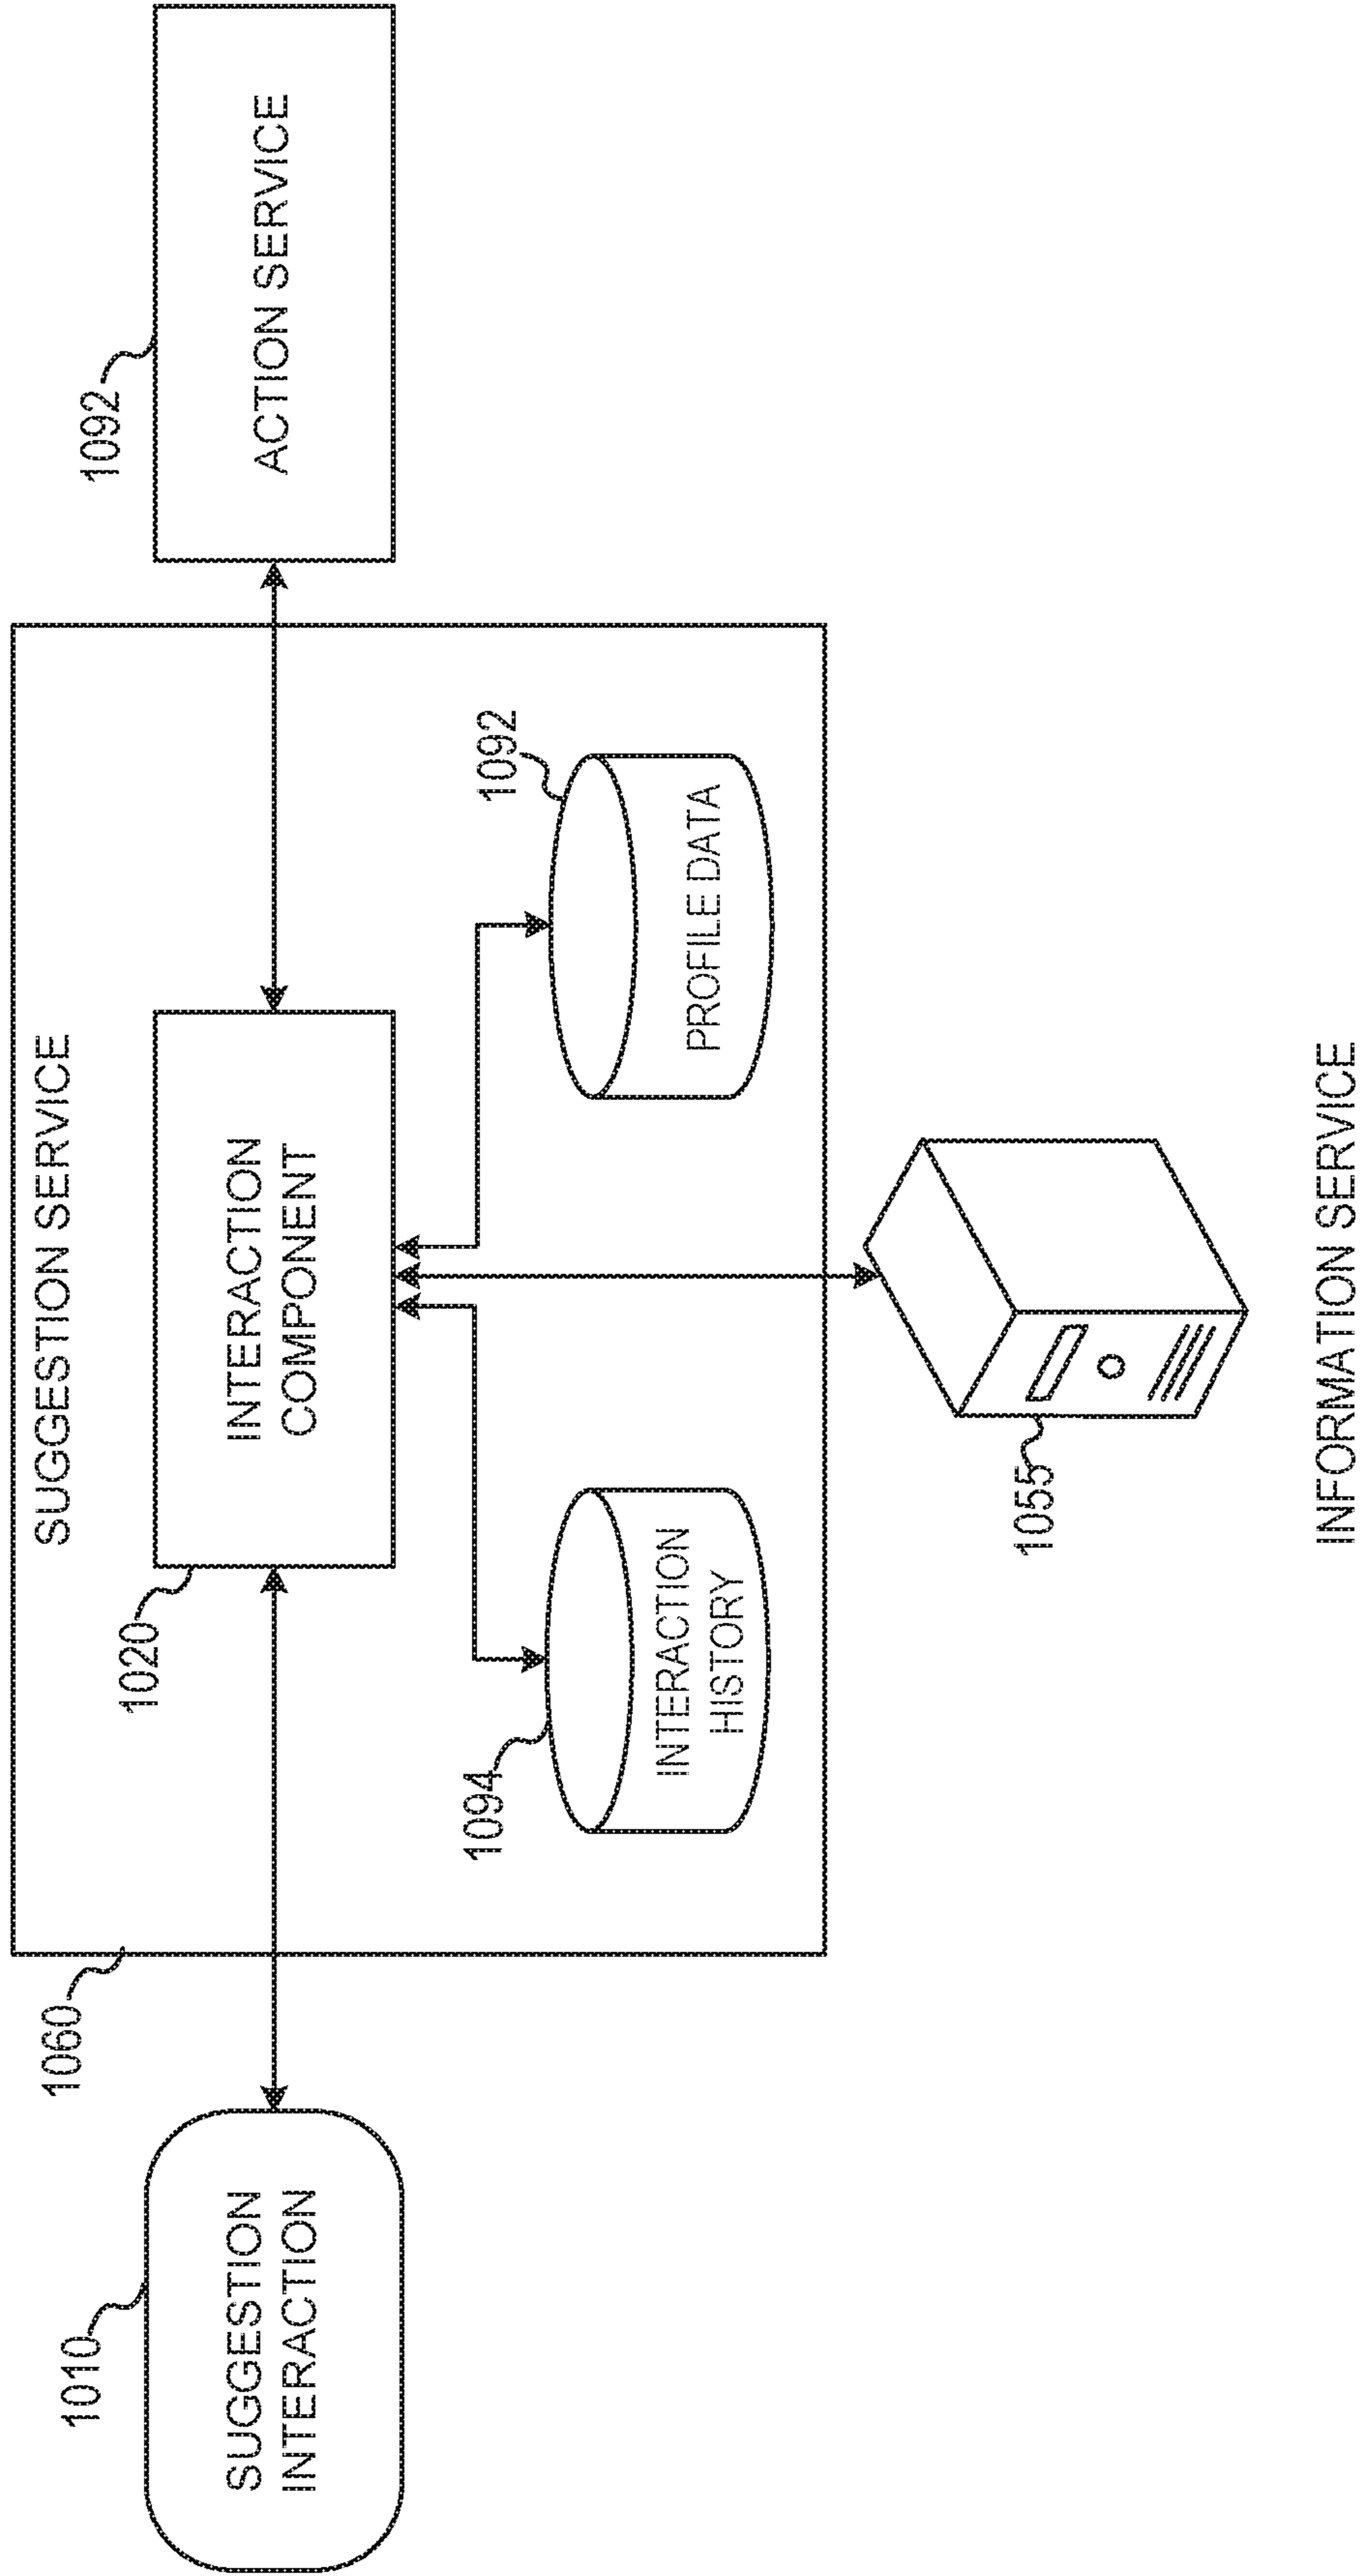 1060
SUGGESTION SERVICE
1010
SUGGESTION
INTERACTION
1020
INTERACTION
COMPONENT
1092
ACTION SERVICE
1094
INTERACTION
HISTORY
1092
PROFILE DATA
1055
INFORMATION SERVICE